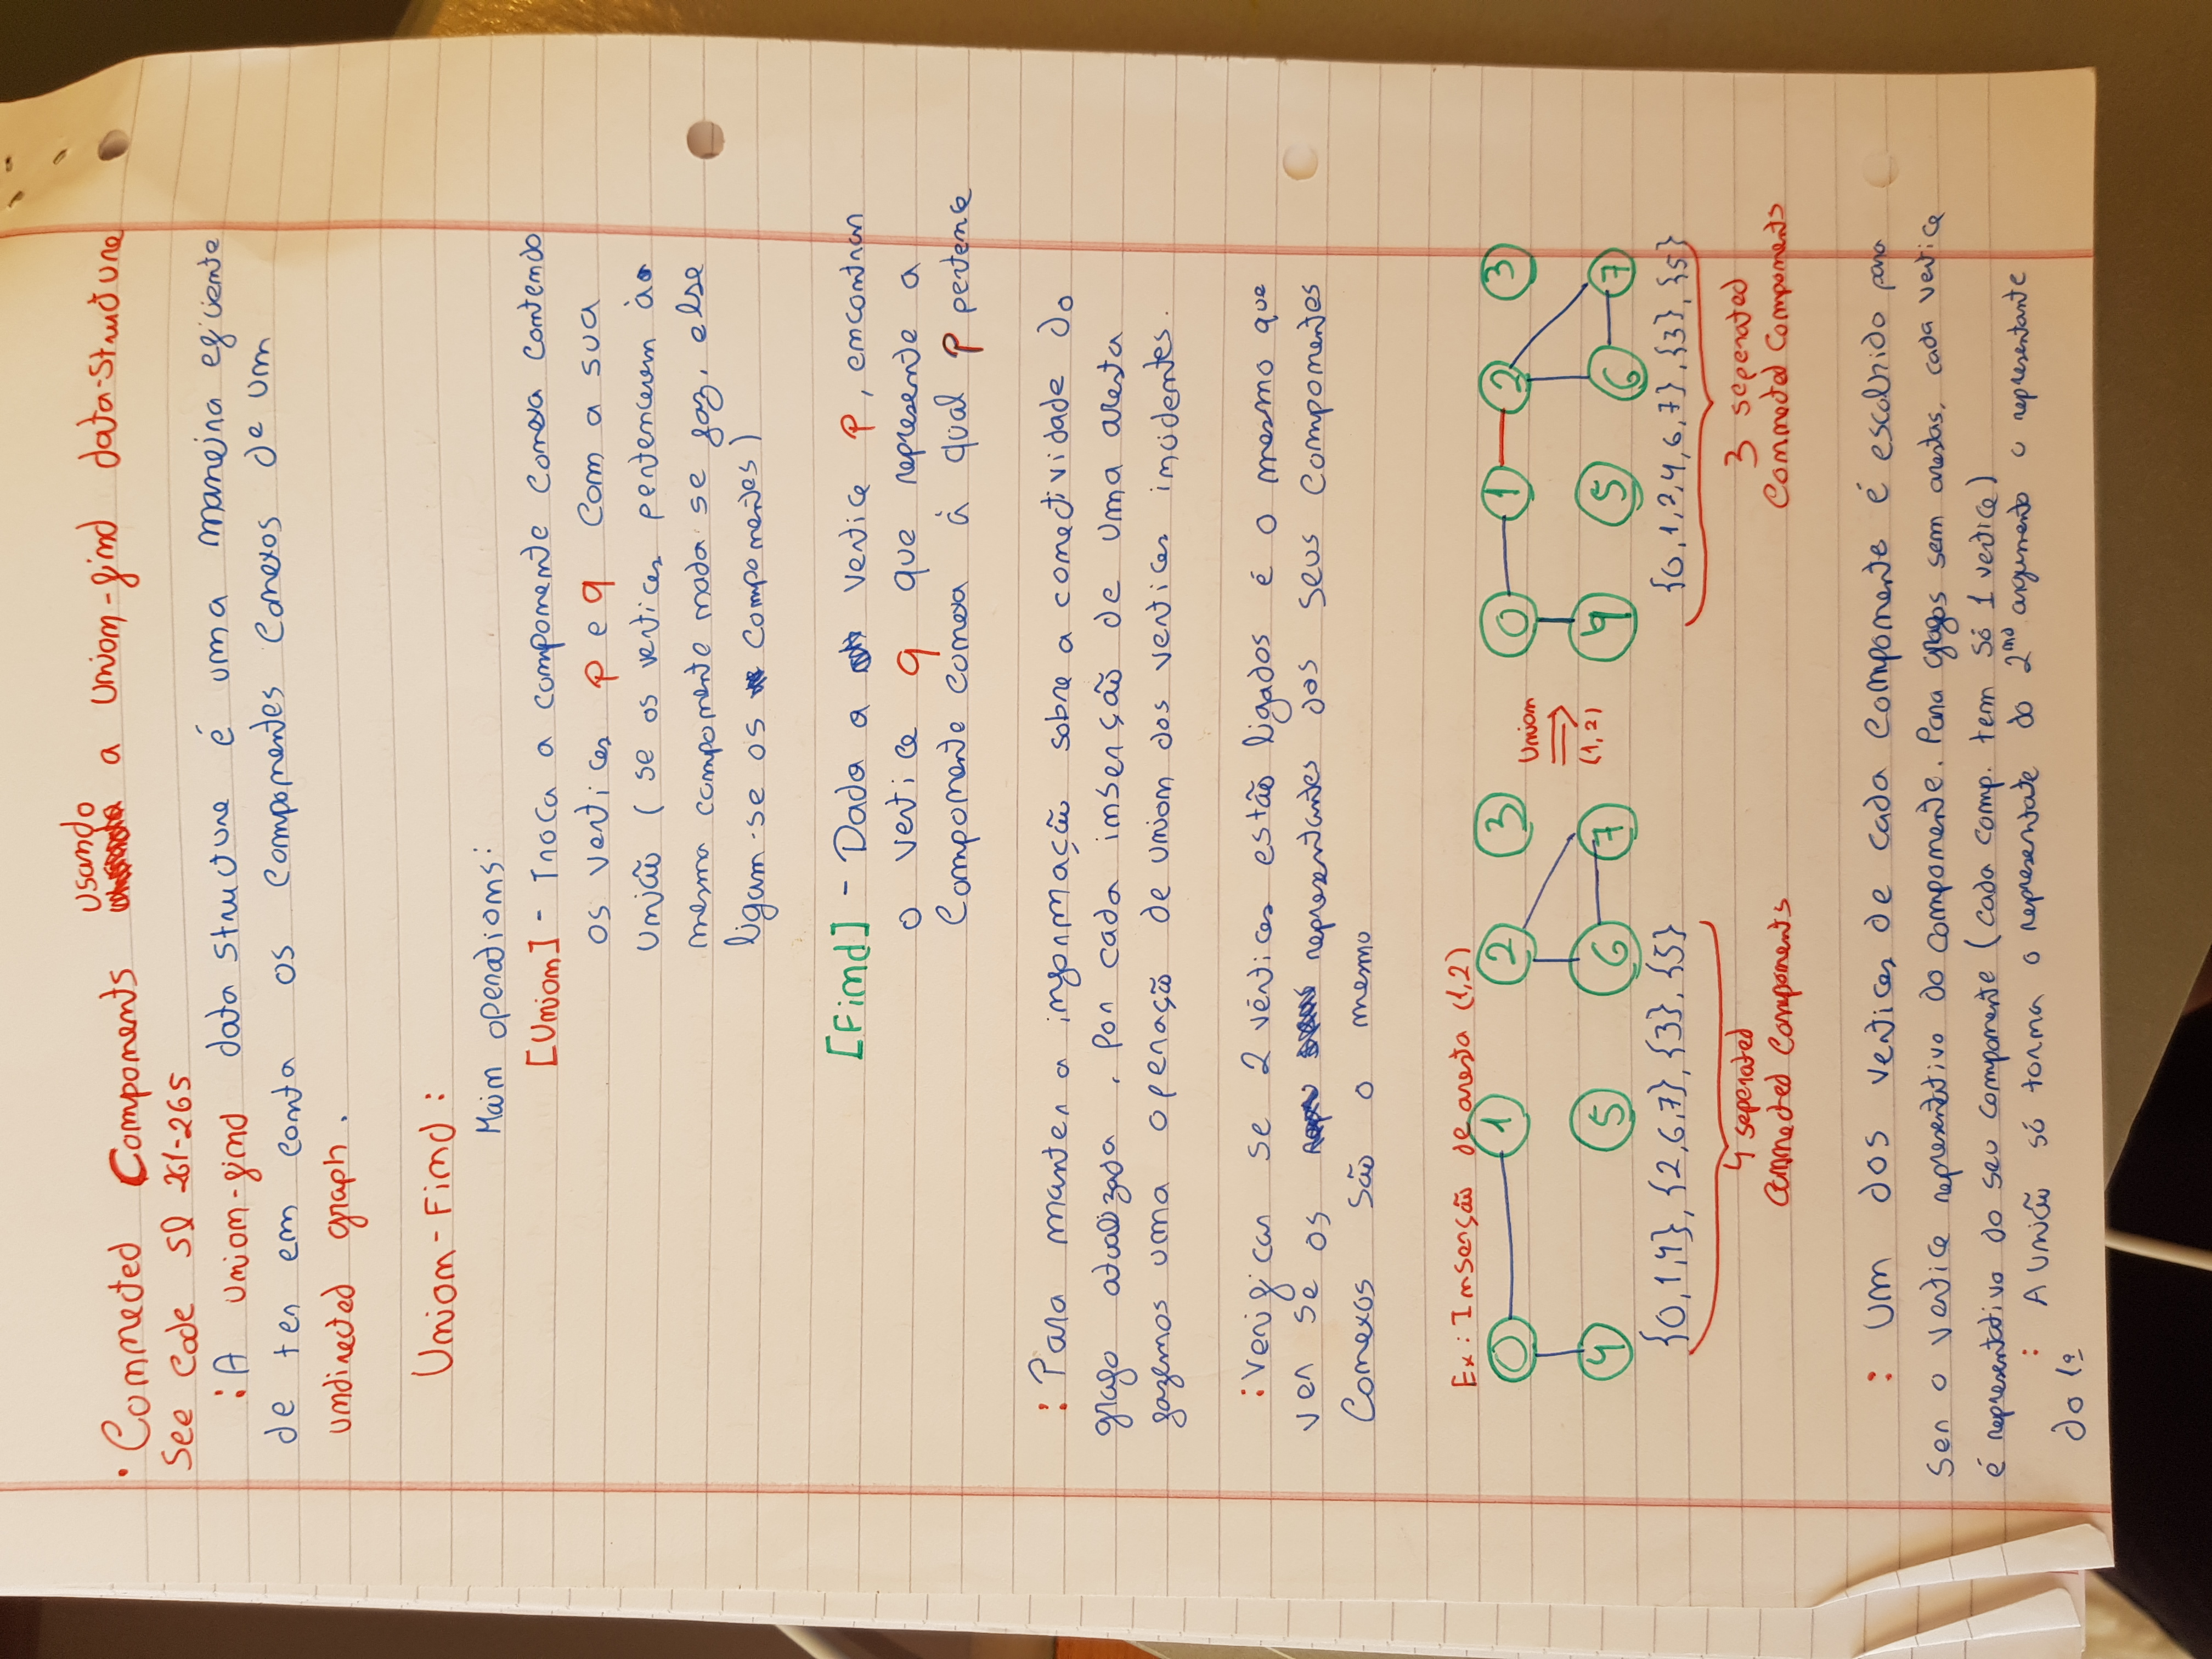 • Connected Components usando a union-find data-structure
See Code Sl 261-265
: A union-find data structure é uma maneira eficiente
de ter em conta os componentes conexos de um
undirected graph.
Union-Find:
Main operations:
[Union] - Troca a componente conexa contendo
os vertices p e q com a sua
união (se os vertices pertencerem à
mesma componente nada se faz, else
ligam-se os componentes)
[Find] - Dada a vertice p, encontrar
o vertice q que represente a
componente conexa à qual p pertence
: Para manter a informação sobre a conectividade do
grafo atualizada, por cada inserção de uma aresta
fazemos uma operação de union dos vertices incidentes.
: Verificar se 2 vértices estão ligados é o mesmo que
ver se os representantes dos seus componentes
conexos são o mesmo
Ex: Inserção de aresta (1,2)
0 1 2 3 Union 0 1 2 3
4 5 6 7 (1,2) 4 5 6 7
{0,1,4}, {2,6,7}, {3}, {5} {0,1,2,4,6,7}, {3}, {5}
4 seperated 3 seperated
Connected Components Connected Components
: Um dos vertices de cada componente é escolhido para
ser o vertice representativo do componente. Para grafos sem arestas, cada vertice
é representativo do seu componente (cada comp. tem só 1 vertice)
: A união só torna o representate do 2nd argumento o representante
do 1º